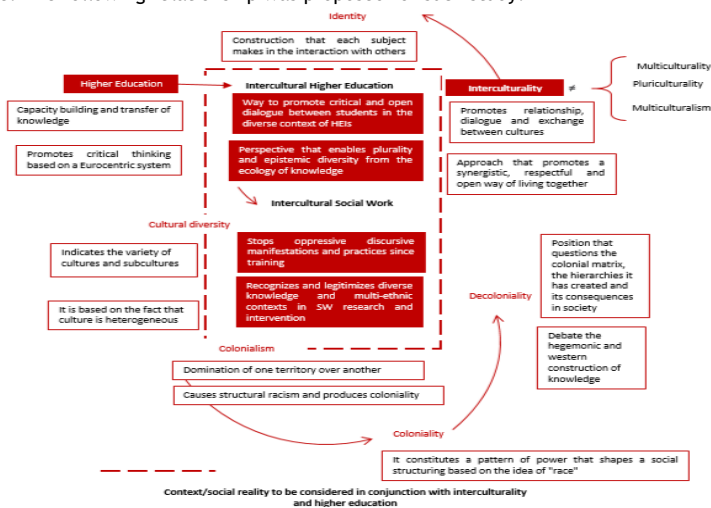 Identity
Construction that each subject
makes in the interaction with others
Higher Education
Capacity building and transfer of
knowledge
Promotes critical thinking
based on a Eurocentric system
Intercultural Higher Education
Way to promote critical and open
dialogue between students in the
diverse context of HEIs
Perspective that enables plurality
and epistemic diversity from the
ecology of knowledge
Intercultural Social Work
Stops oppressive discursive
manifestations and practices since
training
Recognizes and legitimizes diverse
knowledge and multi-ethnic
contexts in SW research and
intervention
Interculturality ≠
Multiculturality
Pluriculturality
Multiculturalism
Promotes relationship,
dialogue and exchange
between cultures
Approach that promotes a
synergistic, respectful and
open way of living together
Cultural diversity
Indicates the variety of
cultures and subcultures
It is based on the fact that
culture is heterogeneous
Colonialism
Domination of one territory over another
Causes structural racism and produces coloniality
Decoloniality
Position that
questions the
colonial matrix,
the hierarchies it
has created and
its consequences
in society
Debate the
hegemonic and
western
construction of
knowledge
Coloniality
It constitutes a pattern of power that shapes a social
structuring based on the idea of "race"
Context/social reality to be considered in conjunction with interculturality
and higher education